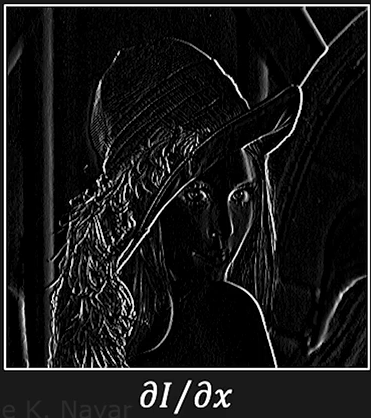 ∂I/∂x
e K. Nayar